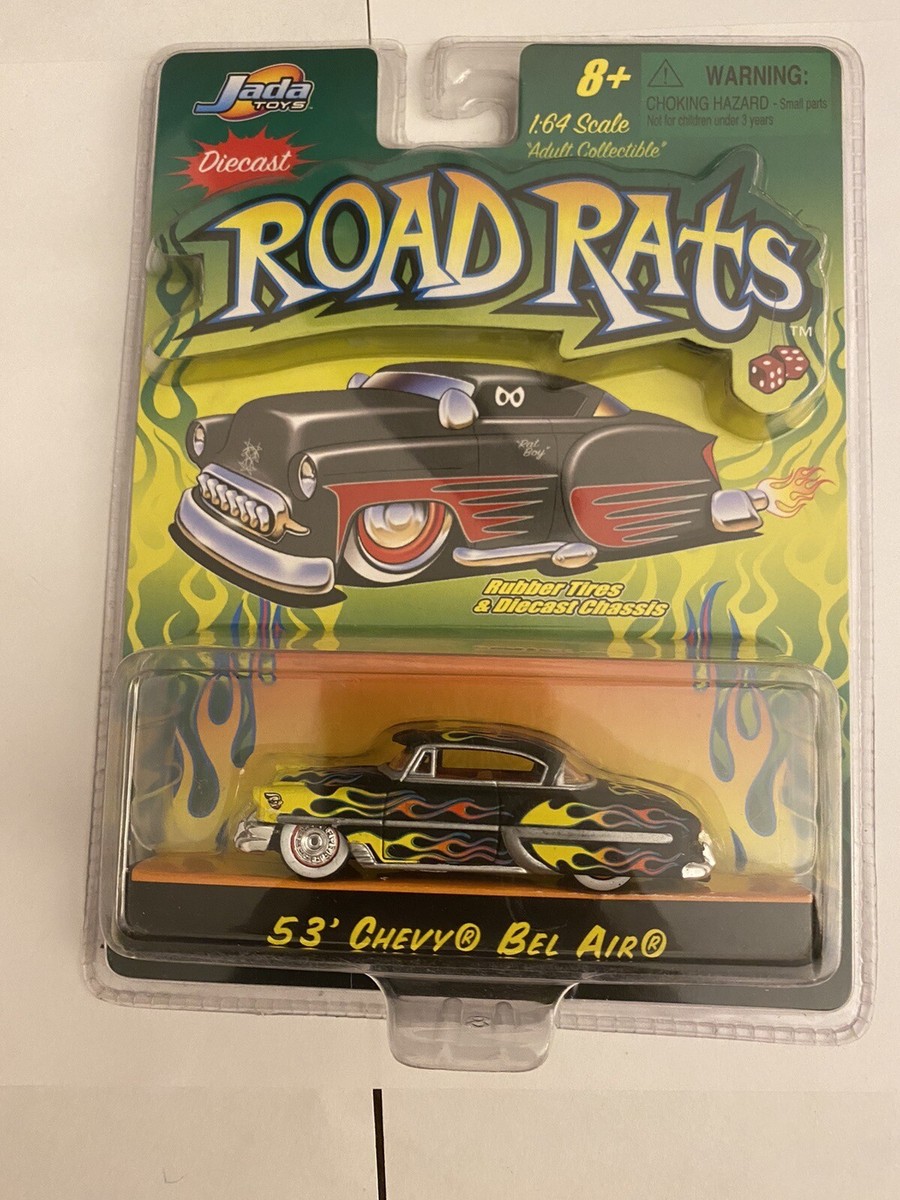 Jada
TOYS
Diecast
8+
1:64 Scale
"Adult Collectible"
WARNING:
CHOKING HAZARD - Small parts
Not for children under 3 years
ROAD RATS
TM
"Rat
Boy"
Rubber Tires
& Diecast Chassis
53' CHEVY® BEL AIR®